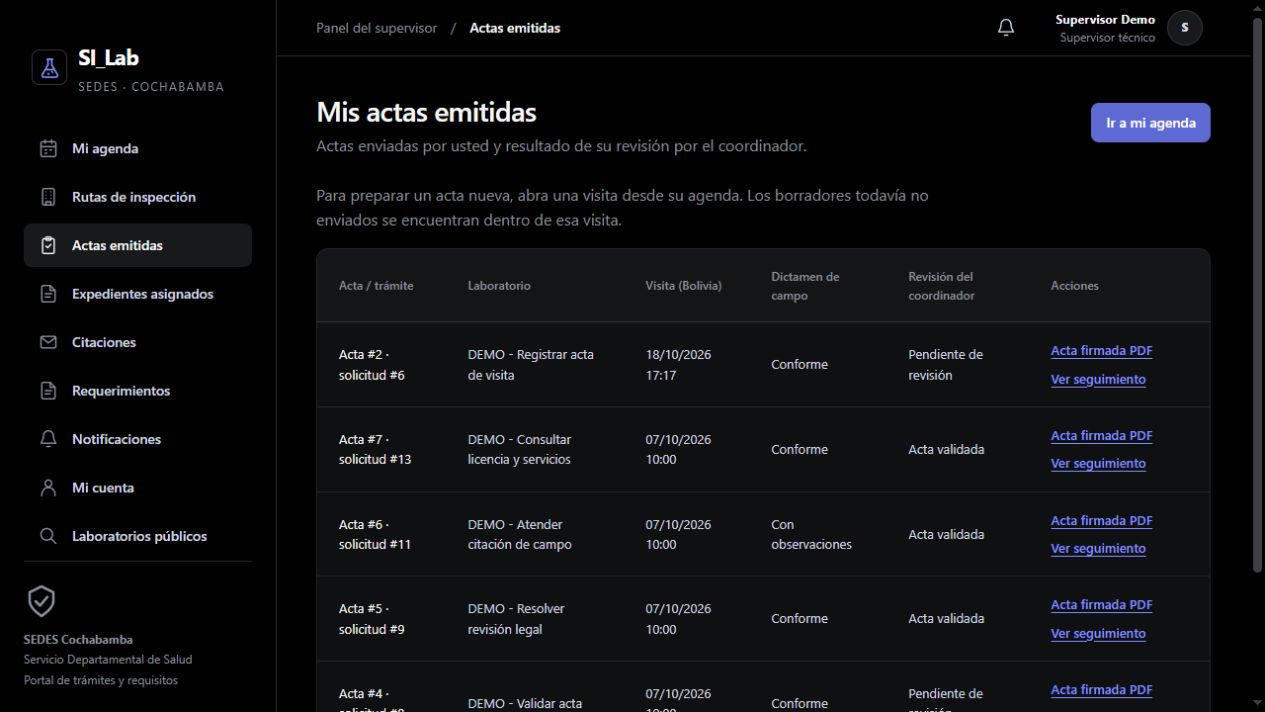 SI_Lab
SEDES - COCHABAMBA
Mi agenda
Rutas de inspección
Actas emitidas
Expedientes asignados
Citaciones
Requerimientos
Notificaciones
Mi cuenta
Laboratorios públicos
SEDES Cochabamba
Servicio Departamental de Salud
Portal de trámites y requisitos
Panel del supervisor / Actas emitidas
Supervisor Demo
Supervisor técnico
S
Mis actas emitidas
Actas enviadas por usted y resultado de su revisión por el coordinador.
Ir a mi agenda
Para preparar un acta nueva, abra una visita desde su agenda. Los borradores todavía no
enviados se encuentran dentro de esa visita.
Acta / trámite
Laboratorio
Visita (Bolivia)
Dictamen de
campo
Revisión del
coordinador
Acciones
Acta #2 ·
solicitud #6
DEMO - Registrar acta
de visita
18/10/2026
17:17
Conforme
Pendiente de
revisión
Acta firmada PDF
Ver seguimiento
Acta #7 ·
solicitud #13
DEMO - Consultar
licencia y servicios
07/10/2026
10:00
Conforme
Acta validada
Acta firmada PDF
Ver seguimiento
Acta #6 ·
solicitud #11
DEMO - Atender
citación de campo
07/10/2026
10:00
Con
observaciones
Acta validada
Acta firmada PDF
Ver seguimiento
Acta #5 ·
solicitud #9
DEMO - Resolver
revisión legal
07/10/2026
10:00
Conforme
Acta validada
Acta firmada PDF
Ver seguimiento
Acta #4 ·
DEMO - Validar acta
07/10/2026
Conforme
Pendiente de
Acta firmada PDF